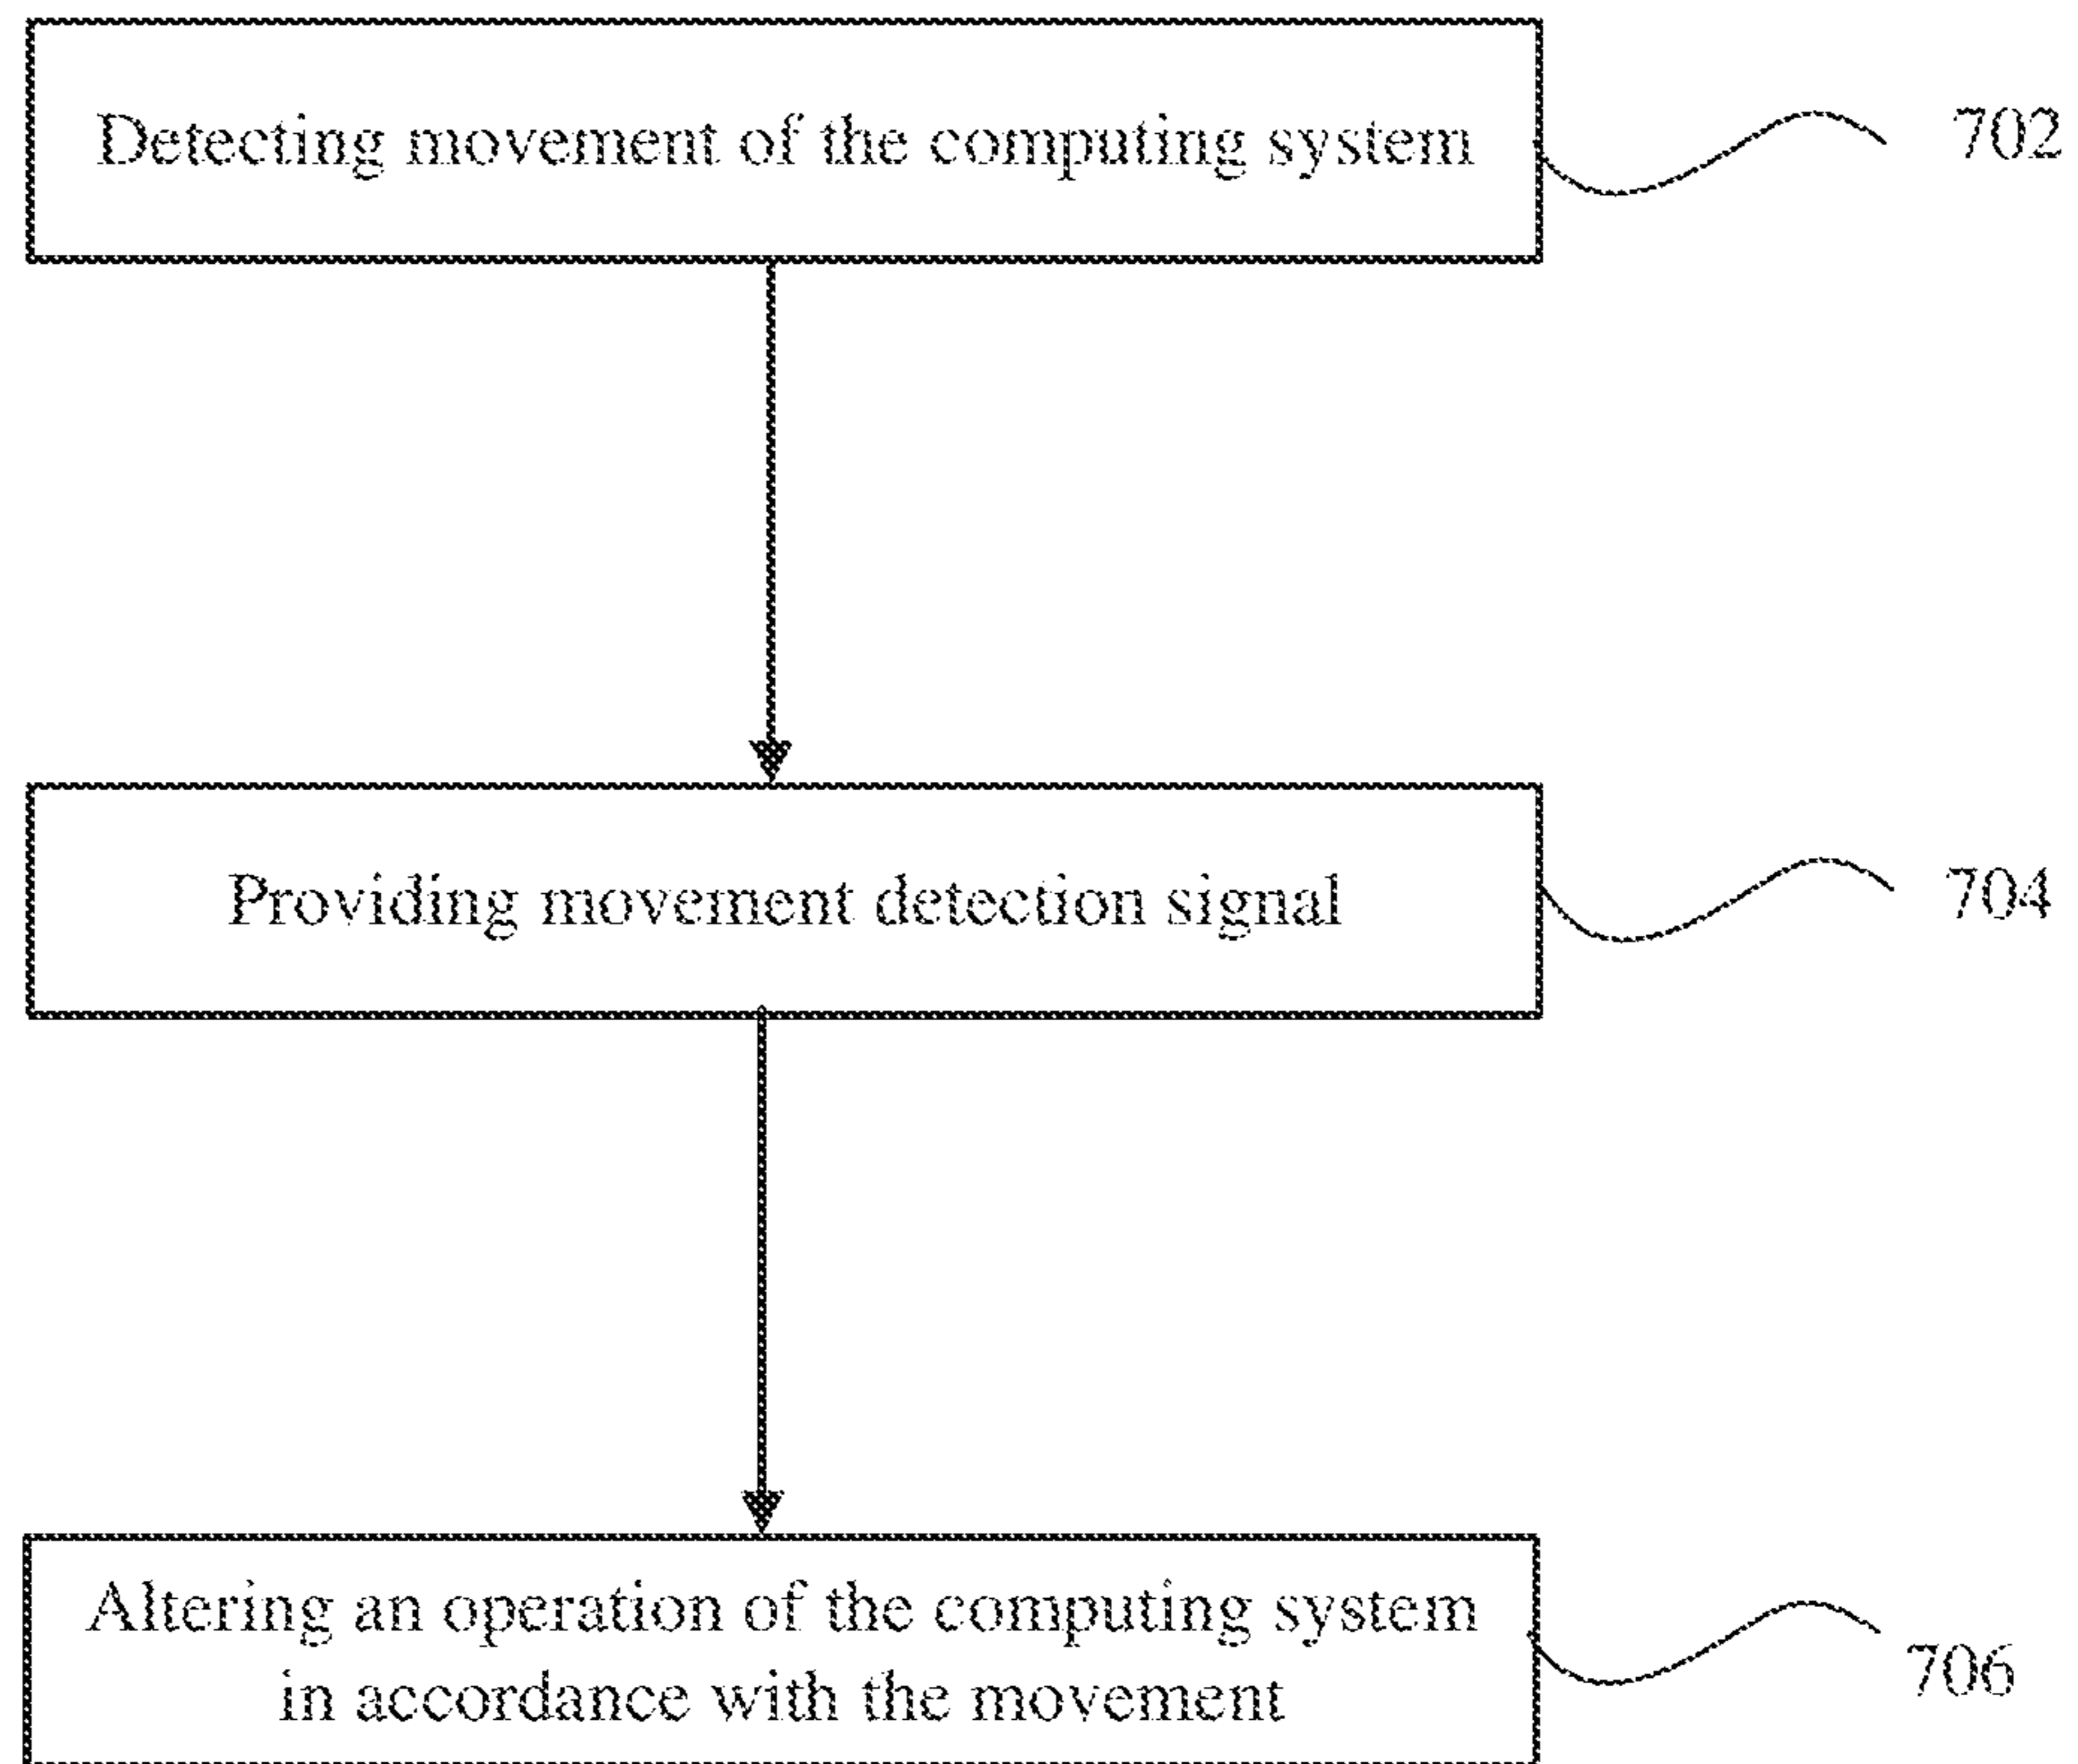 Detecting movement of the computing system
702
Providing movement detection signal
704
Altering an operation of the computing system
in accordance with the movement
706